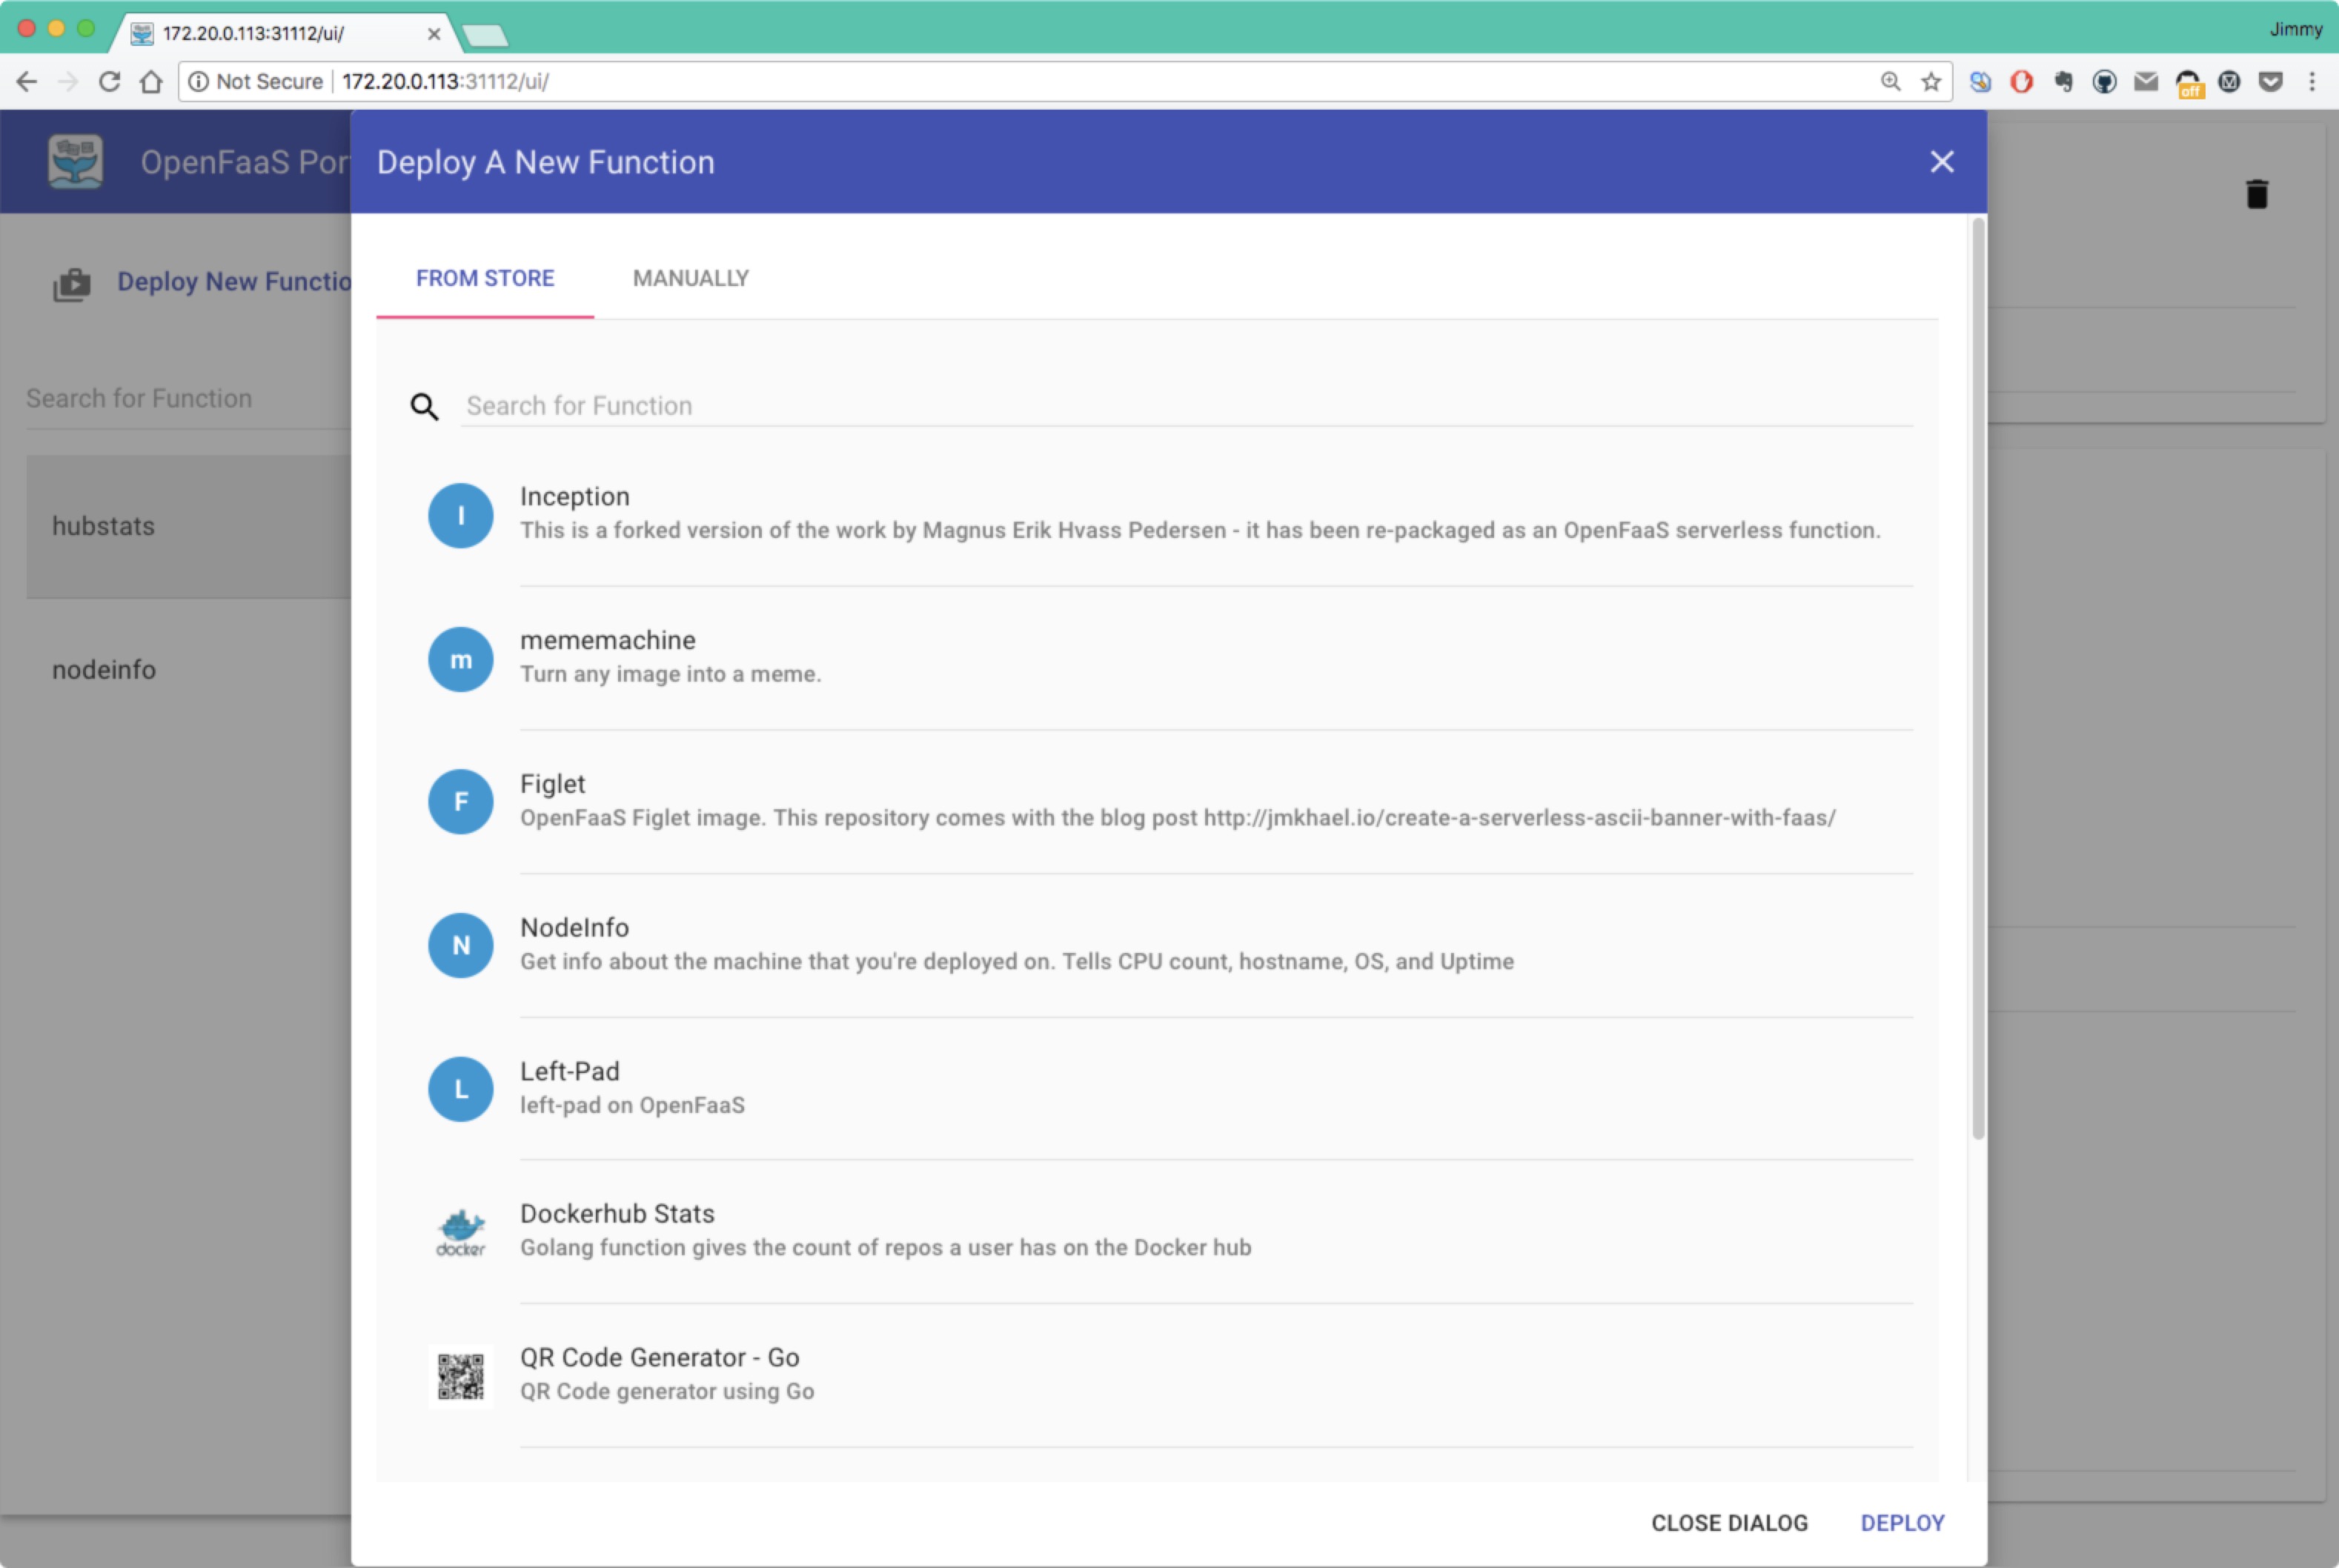 172.20.0.113:31112/ui/
Jimmy
Not Secure 172.20.0.113:31112/ui/
off
OpenFaaS Por
Deploy A New Function
Deploy New Functio
FROM STORE MANUALLY
Search for Function
Search for Function
hubstats
nodeinfo
I
Inception
This is a forked version of the work by Magnus Erik Hvass Pedersen - it has been re-packaged as an OpenFaaS serverless function.
m
mememachine
Turn any image into a meme.
F
Figlet
OpenFaaS Figlet image. This repository comes with the blog post http://jmkhael.io/create-a-serverless-ascii-banner-with-faas/
N
NodeInfo
Get info about the machine that you're deployed on. Tells CPU count, hostname, OS, and Uptime
L
Left-Pad
left-pad on OpenFaaS
docker
Dockerhub Stats
Golang function gives the count of repos a user has on the Docker hub
QR Code Generator - Go
QR Code generator using Go
CLOSE DIALOG DEPLOY